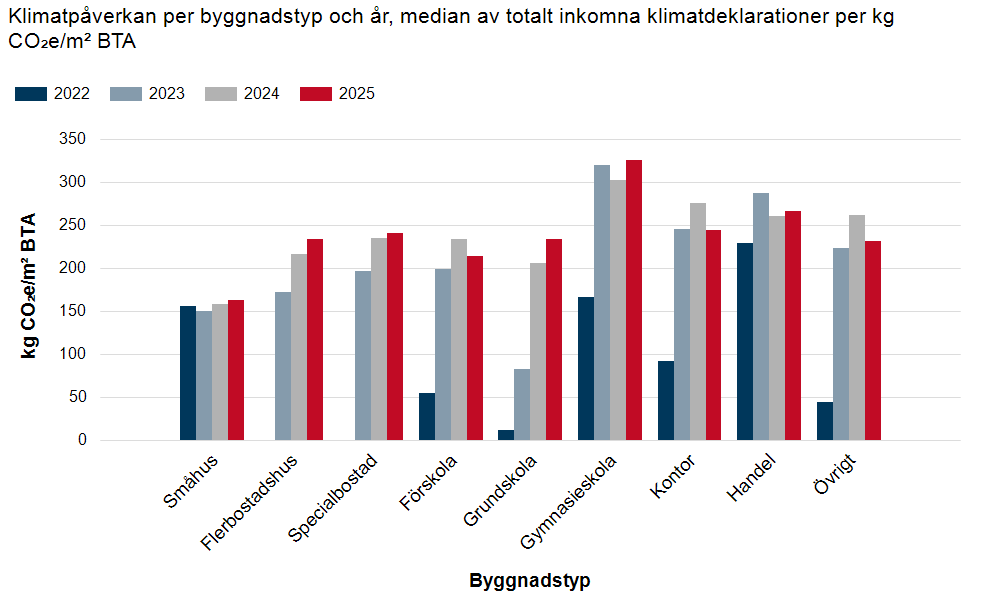 Klimatpåverkan per byggnadstyp och år, median av totalt inkomna klimatdeklarationer per kg
CO₂e/m² BTA
2022 2023 2024 2025
kg CO₂e/m² BTA
350
300
250
200
150
100
50
0
Småhus
Flerbostadshus
Specialbostad
Förskola
Grundskola
Gymnasieskola
Kontor
Handel
Övrigt
Byggnadstyp